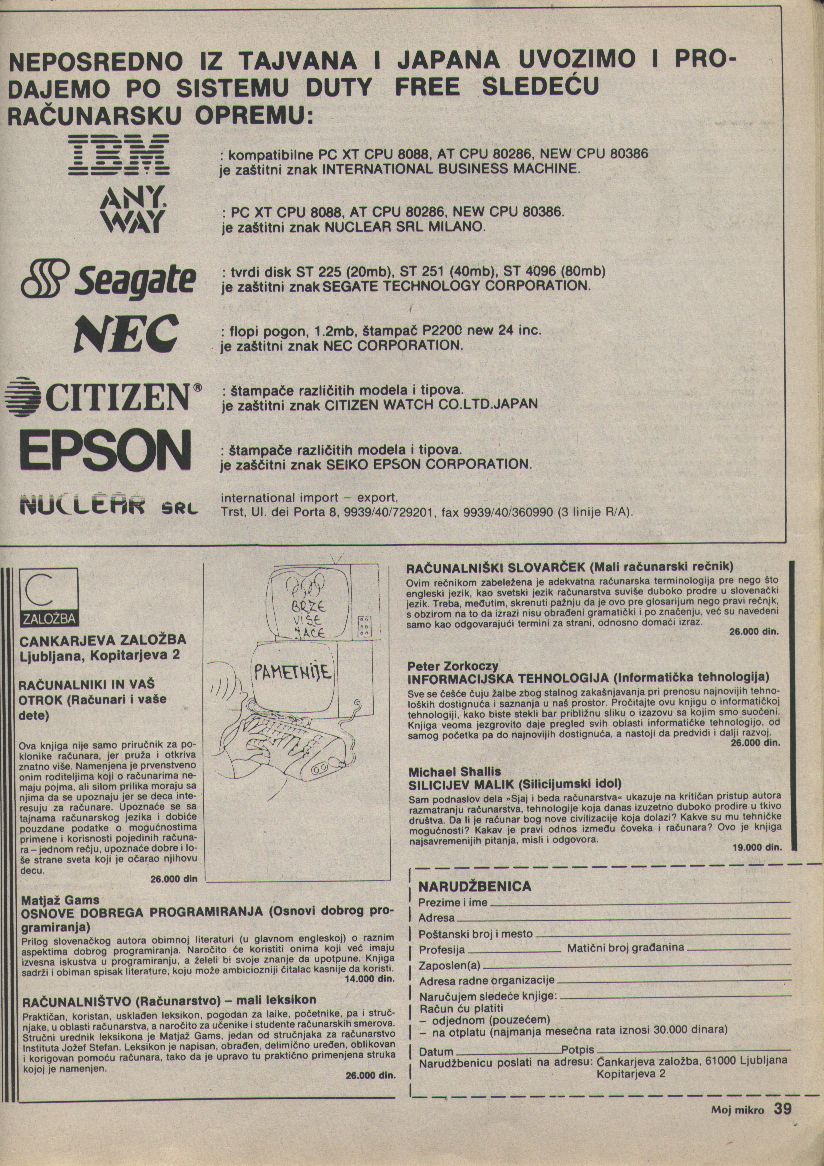 NEPOSREDNO IZ TAJVANA I JAPANA UVOZIMO I PRO-
DAJEMO PO SISTEMU DUTY FREE SLEDEĆU
RAČUNARSKU OPREMU:
IBM
: kompatibilne PC XT CPU 8088, AT CPU 80286, NEW CPU 80386
je zaštitni znak INTERNATIONAL BUSINESS MACHINE.
ANY.
WAY
: PC XT CPU 8088, AT CPU 80286, NEW CPU 80386.
je zaštitni znak NUCLEAR SRL MILANO.
Seagate
: tvrdi disk ST 225 (20mb), ST 251 (40mb), ST 4096 (80mb)
je zaštitni znak SEGATE TECHNOLOGY CORPORATION.
NEC
: flopi pogon, 1.2mb, štampač P2200 new 24 inc.
je zaštitni znak NEC CORPORATION.
CITIZEN®
: štampače različitih modela i tipova.
je zaštitni znak CITIZEN WATCH CO.LTD.JAPAN
EPSON
: štampače različitih modela i tipova.
je zaščitni znak SEIKO EPSON CORPORATION.
NUCLEAR SRL
international import – export,
Trst, Ul. dei Porta 8, 9939/40/729201, fax 9939/40/360990 (3 linije R/A).
C
ZALOŽBA
CANKARJEVA ZALOŽBA
Ljubljana, Kopitarjeva 2
RAČUNALNIKI IN VAŠ
OTROK (Računari i vaše
dete)
Ova knjiga nije samo priručnik za po-
klonike računara, jer pruža i otkriva
znatno više. Namenjena je prvenstveno
onim roditeljima koji o računarima ne-
maju pojma, ali silom prilika moraju sa
njima da se upoznaju jer se deca inte-
resuju za računare. Upoznaće se sa
tajnama računarskog jezika i dobiće
pouzdane podatke o mogućnostima
primene i korisnosti pojedinih računa-
ra – jednom rečju, upoznaće dobre i lo-
še strane sveta koji je očarao njihovu
decu.
26.000 din
BRZE
VIŠE
JAČE
PAMETNIJE
Matjaž Gams
OSNOVE DOBREGA PROGRAMIRANJA (Osnovi dobrog pro-
gramiranja)
Prilog slovenačkog autora obimnoj literaturi (u glavnom engleskoj) o raznim
aspektima dobrog programiranja. Naročito će koristiti onima koji već imaju
izvesna iskustva u programiranju, a želeli bi svoje znanje da upotpune. Knjiga
sadrži i obiman spisak literature, koju može ambiciozniji čitalac kasnije da koristi.
14.000 din.
RAČUNALNIŠTVO (Računarstvo) – mali leksikon
Praktičan, koristan, usklađen leksikon, pogodan za laike, početnike, pa i struč-
njake, u oblasti računarstva, a naročito za učenike i studente računarskih smerova.
Stručni urednik leksikona je Matjaž Gams, jedan od stručnjaka za računarstvo
Instituta Jožef Stefan. Leksikon je napisan, obrađen, delimično uređen, oblikovan
i korigovan pomoću računara, tako da je upravo tu praktično primenjena struka
kojoj je namenjen.
26.000 din.
RAČUNALNIŠKI SLOVARČEK (Mali računarski rečnik)
Ovim rečnikom zabeležena je adekvatna računarska terminologija pre nego što
engleski jezik, kao svetski jezik računarstva suviše duboko prodre u slovenački
jezik. Treba, međutim, skrenuti pažnju da je ovo pre glosarijum nego pravi rečnjk,
s obzirom na to da izrazi nisu obrađeni gramatički i po značenju, već su navedeni
samo kao odgovarajući termini za strani, odnosno domaći izraz.
26.000 din.
Peter Zorkoczy
INFORMACIJSKA TEHNOLOGIJA (Informatička tehnologija)
Sve se češće čuju žalbe zbog stalnog zakašnjavanja pri prenosu najnovijih tehno-
loških dostignuća i saznanja u naš prostor. Pročitajte ovu knjigu o informatičkoj
tehnologiji, kako biste stekli bar približnu sliku o izazovu sa kojim smo suočeni.
Knjiga veoma jezgrovito daje pregled svih oblasti informatičke tehnologijo, od
samog početka pa do najnovijih dostignuća, a nastoji da predvidi i dalji razvoj.
26.000 din.
Michael Shallis
SILICIJEV MALIK (Silicijumski idol)
Sam podnaslov dela »Sjaj i beda računarstva« ukazuje na kritičan pristup autora
razmatranju računarstva, tehnologije koja danas izuzetno duboko prodire u tkivo
društva. Da li je računar bog nove civilizacije koja dolazi? Kakve su mu tehničke
mogućnosti? Kakav je pravi odnos između čoveka i računara? Ovo je knjiga
najsavremenijih pitanja, misli i odgovora.
19.000 din.
NARUDŽBENICA
Prezime i ime
Adresa
Poštanski broj i mesto
Profesija Matični broj građanina
Zaposlen(a)
Adresa radne organizacije
Naručujem sledeće knjige:
Račun ću platiti
– odjednom (pouzećem)
– na otplatu (najmanja mesečna rata iznosi 30.000 dinara)
Datum Potpis
Narudžbenicu poslati na adresu: Cankarjeva založba, 61000 Ljubljana
Kopitarjeva 2
Moj mikro 39